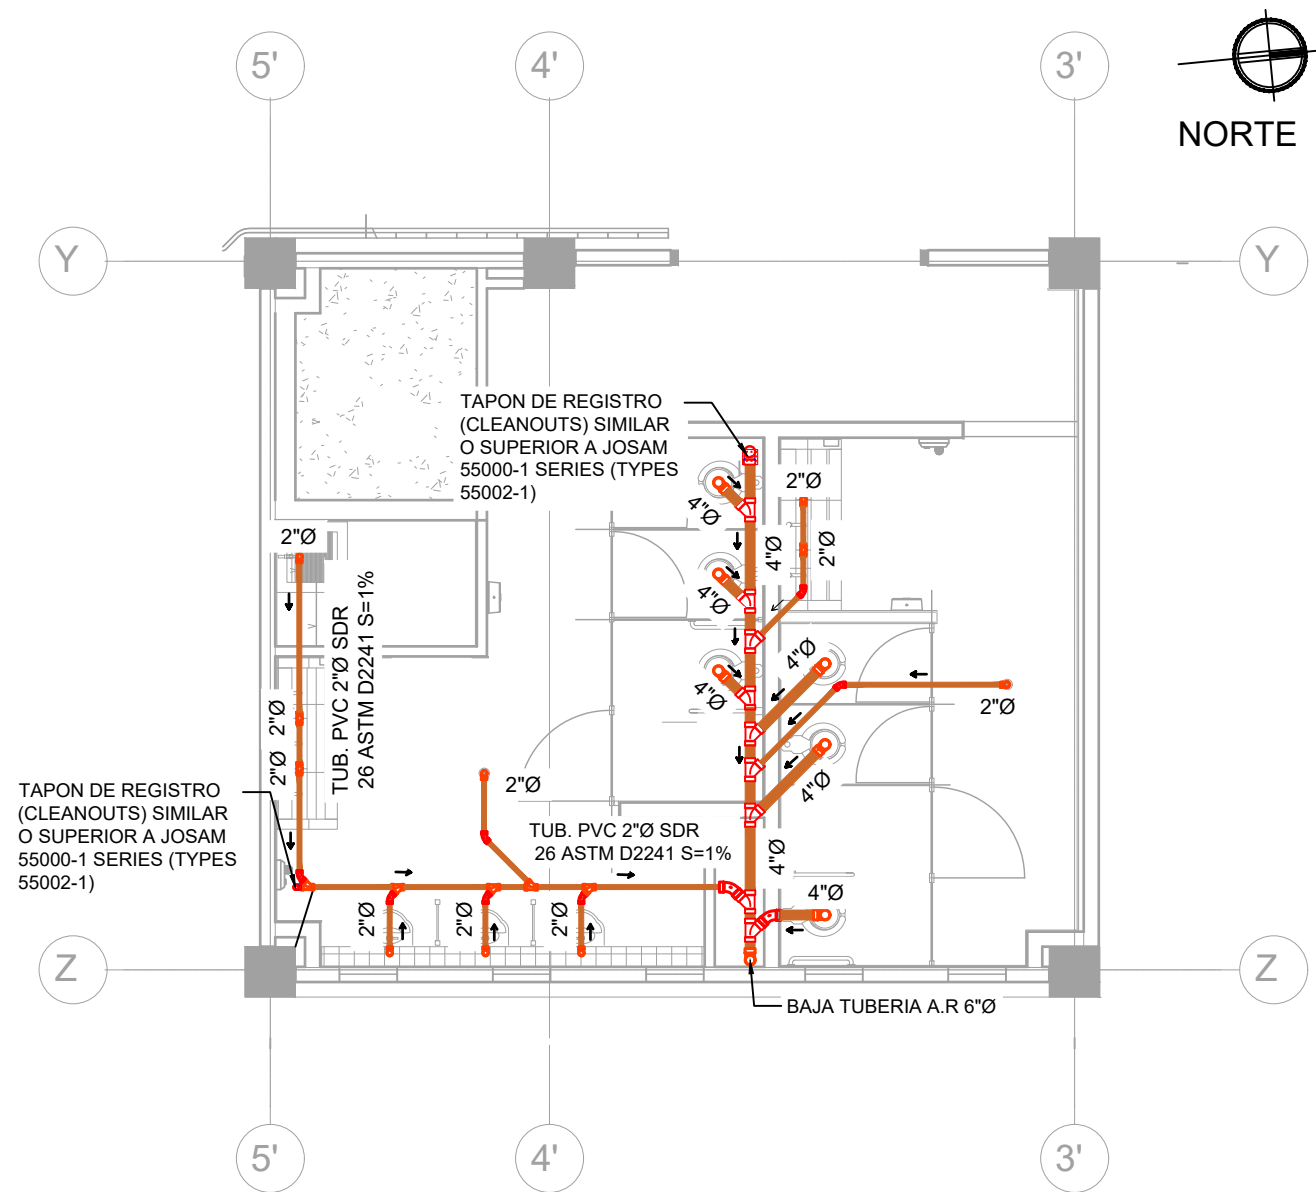 5'
4'
3'
NORTE
Y
Y
TAPON DE REGISTRO
(CLEANOUTS) SIMILAR
O SUPERIOR A JOSAM
55000-1 SERIES (TYPES
55002-1)
2"Ø
4"Ø
4"Ø
2"Ø
2"Ø
4"Ø
TUB. PVC 2"Ø SDR
26 ASTM D2241 S=1%
4"Ø
4"Ø
2"Ø
2"Ø
2"Ø
4"Ø
2"Ø
TAPON DE REGISTRO
(CLEANOUTS) SIMILAR
O SUPERIOR A JOSAM
55000-1 SERIES (TYPES
55002-1)
TUB. PVC 2"Ø SDR
26 ASTM D2241 S=1%
4"Ø
4"Ø
2"Ø
2"Ø
2"Ø
Z
Z
BAJA TUBERIA A.R 6"Ø
5'
4'
3'